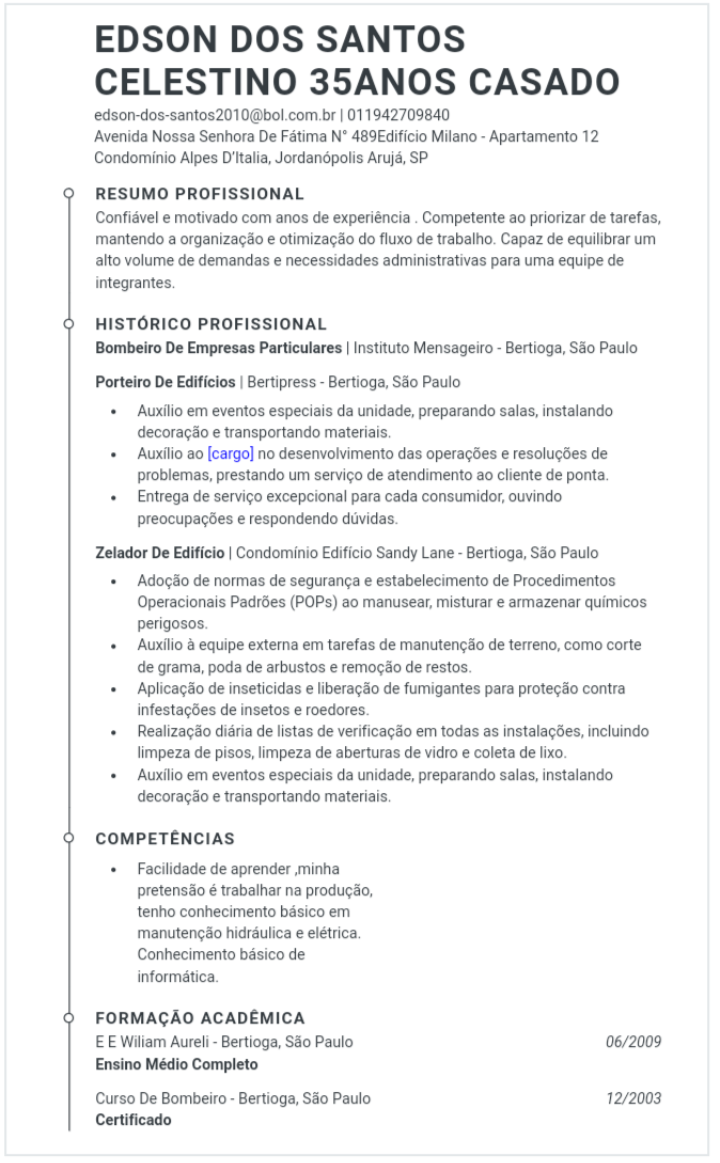 EDSON DOS SANTOS
CELESTINO 35ANOS CASADO
edson-dos-santos2010@bol.com.br | 011942709840
Avenida Nossa Senhora De Fátima N° 489Edifício Milano - Apartamento 12
Condomínio Alpes D'Italia, Jordanópolis Arujá, SP
RESUMO PROFISSIONAL
Confiável e motivado com anos de experiência . Competente ao priorizar de tarefas,
mantendo a organização e otimização do fluxo de trabalho. Capaz de equilibrar um
alto volume de demandas e necessidades administrativas para uma equipe de
integrantes.
HISTÓRICO PROFISSIONAL
Bombeiro De Empresas Particulares | Instituto Mensageiro - Bertioga, São Paulo
Porteiro De Edifícios | Bertipress - Bertioga, São Paulo
• Auxílio em eventos especiais da unidade, preparando salas, instalando
decoração e transportando materiais.
• Auxílio ao [cargo] no desenvolvimento das operações e resoluções de
problemas, prestando um serviço de atendimento ao cliente de ponta.
• Entrega de serviço excepcional para cada consumidor, ouvindo
preocupações e respondendo dúvidas.
Zelador De Edifício | Condomínio Edifício Sandy Lane - Bertioga, São Paulo
• Adoção de normas de segurança e estabelecimento de Procedimentos
Operacionais Padrões (POPs) ao manusear, misturar e armazenar químicos
perigosos.
• Auxílio à equipe externa em tarefas de manutenção de terreno, como corte
de grama, poda de arbustos e remoção de restos.
• Aplicação de inseticidas e liberação de fumigantes para proteção contra
infestações de insetos e roedores.
• Realização diária de listas de verificação em todas as instalações, incluindo
limpeza de pisos, limpeza de aberturas de vidro e coleta de lixo.
• Auxílio em eventos especiais da unidade, preparando salas, instalando
decoração e transportando materiais.
COMPETÊNCIAS
• Facilidade de aprender ,minha
pretensão é trabalhar na produção,
tenho conhecimento básico em
manutenção hidráulica e elétrica.
Conhecimento básico de
informática.
FORMAÇÃO ACADÊMICA
E E Wiliam Aureli - Bertioga, São Paulo 06/2009
Ensino Médio Completo
Curso De Bombeiro - Bertioga, São Paulo 12/2003
Certificado